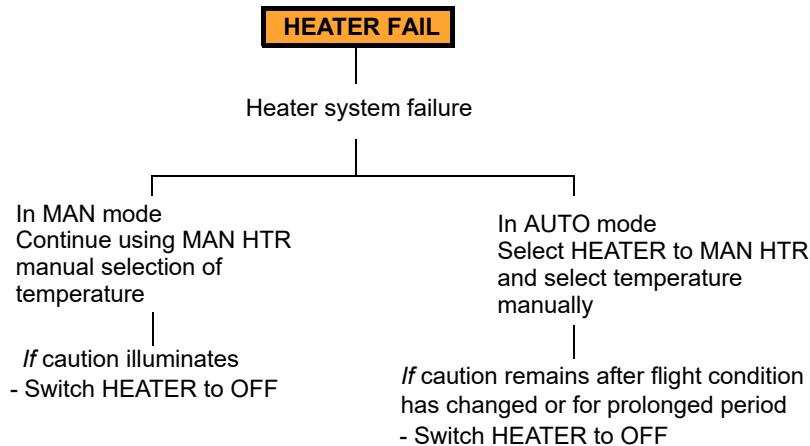 HEATER FAIL
Heater system failure
In MAN mode
Continue using MAN HTR
manual selection of
temperature
If caution illuminates
- Switch HEATER to OFF
In AUTO mode
Select HEATER to MAN HTR
and select temperature
manually
If caution remains after flight condition
has changed or for prolonged period
- Switch HEATER to OFF